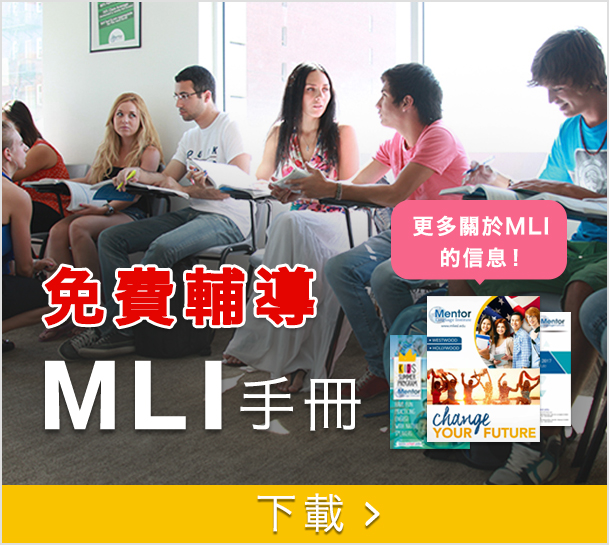 更多關於MLI
的信息！
免費輔導
MLI手冊
Mentor
Language Institute
WESTWOOD
HOLLYWOOD
KIDS
SUMMER
PROGRAM
Mentor
change
YOUR FUTURE
2017
下載 >